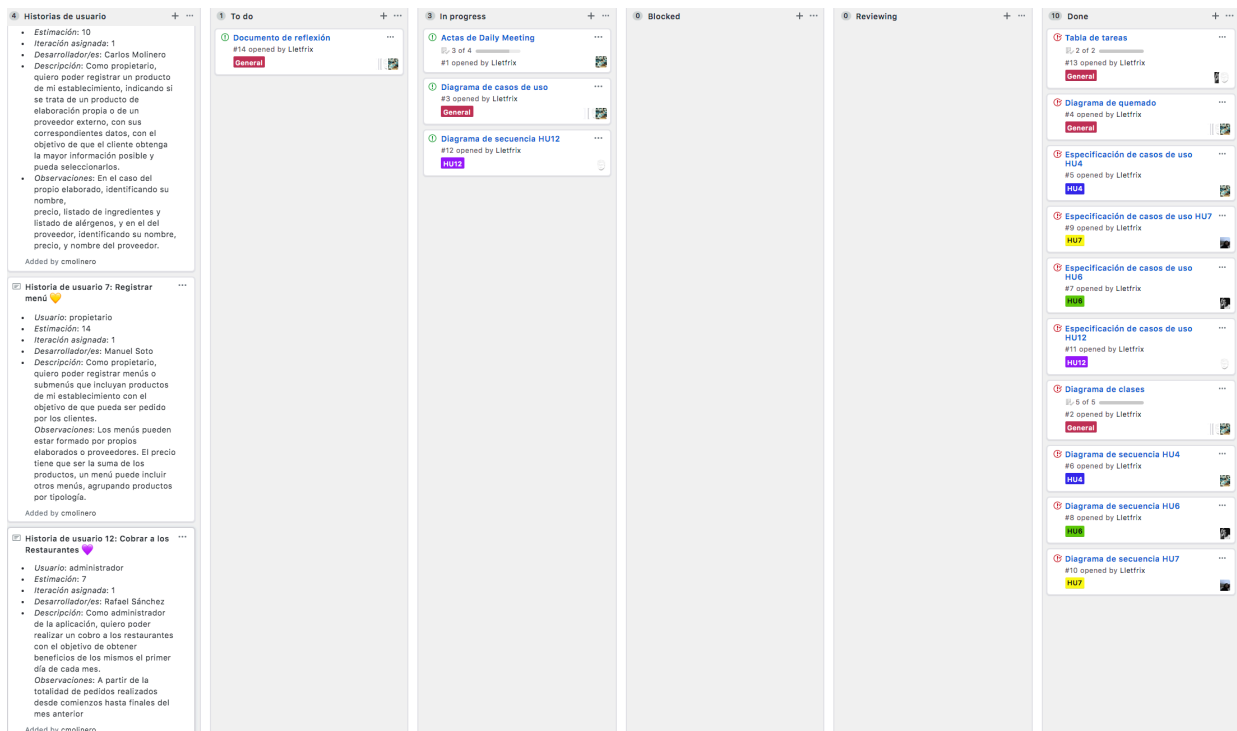 4 Historias de usuario
Estimación: 10
Iteración asignada: 1
Desarrollador/es: Carlos Molinero
Descripción: Como propietario,
quiero poder registrar un producto
de mi establecimiento, indicando si
se trata de un producto de
elaboración propia o de un
proveedor externo, con sus
correspondientes datos, con el
objetivo de que el cliente obtenga
la mayor información posible y
pueda seleccionarlos.
Observaciones: En el caso del
propio elaborado, identificando su
nombre,
precio, listado de ingredientes y
listado de alérgenos, y en el del
proveedor, identificando su nombre,
precio, y nombre del proveedor.
Added by cmolinero
Historia de usuario 7: Registrar
menú 💛
Usuario: propietario
Estimación: 14
Iteración asignada: 1
Desarrollador/es: Manuel Soto
Descripción: Como propietario,
quiero poder registrar menús o
submenús que incluyan productos
de mi establecimiento con el
objetivo de que pueda ser pedido
por los clientes.
Observaciones: Los menús pueden
estar formado por propios
elaborados o proveedores. El precio
tiene que ser la suma de los
productos, un menú puede incluir
otros menús, agrupando productos
por tipología.
Added by cmolinero
Historia de usuario 12: Cobrar a los
Restaurantes 💜
Usuario: administrador
Estimación: 7
Iteración asignada: 1
Desarrollador/es: Rafael Sánchez
Descripción: Como administrador
de la aplicación, quiero poder
realizar un cobro a los restaurantes
con el objetivo de obtener
beneficios de los mismos el primer
día de cada mes.
Observaciones: A partir de la
totalidad de pedidos realizados
desde comienzos hasta finales del
mes anterior
Added by cmolinero
1 To do
Documento de reflexión
#14 opened by Lletfrix
General
3 In progress
Actas de Daily Meeting
3 of 4
#1 opened by Lletfrix
Diagrama de casos de uso
#3 opened by Lletfrix
General
Diagrama de secuencia HU12
#12 opened by Lletfrix
HU12
0 Blocked
0 Reviewing
10 Done
Tabla de tareas
2 of 2
#13 opened by Lletfrix
General
Diagrama de quemado
#4 opened by Lletfrix
General
Especificación de casos de uso
HU4
#5 opened by Lletfrix
HU4
Especificación de casos de uso HU7
#9 opened by Lletfrix
HU7
Especificación de casos de uso
HU6
#7 opened by Lletfrix
HU6
Especificación de casos de uso
HU12
#11 opened by Lletfrix
HU12
Diagrama de clases
5 of 5
#2 opened by Lletfrix
General
Diagrama de secuencia HU4
#6 opened by Lletfrix
HU4
Diagrama de secuencia HU6
#8 opened by Lletfrix
HU6
Diagrama de secuencia HU7
#10 opened by Lletfrix
HU7